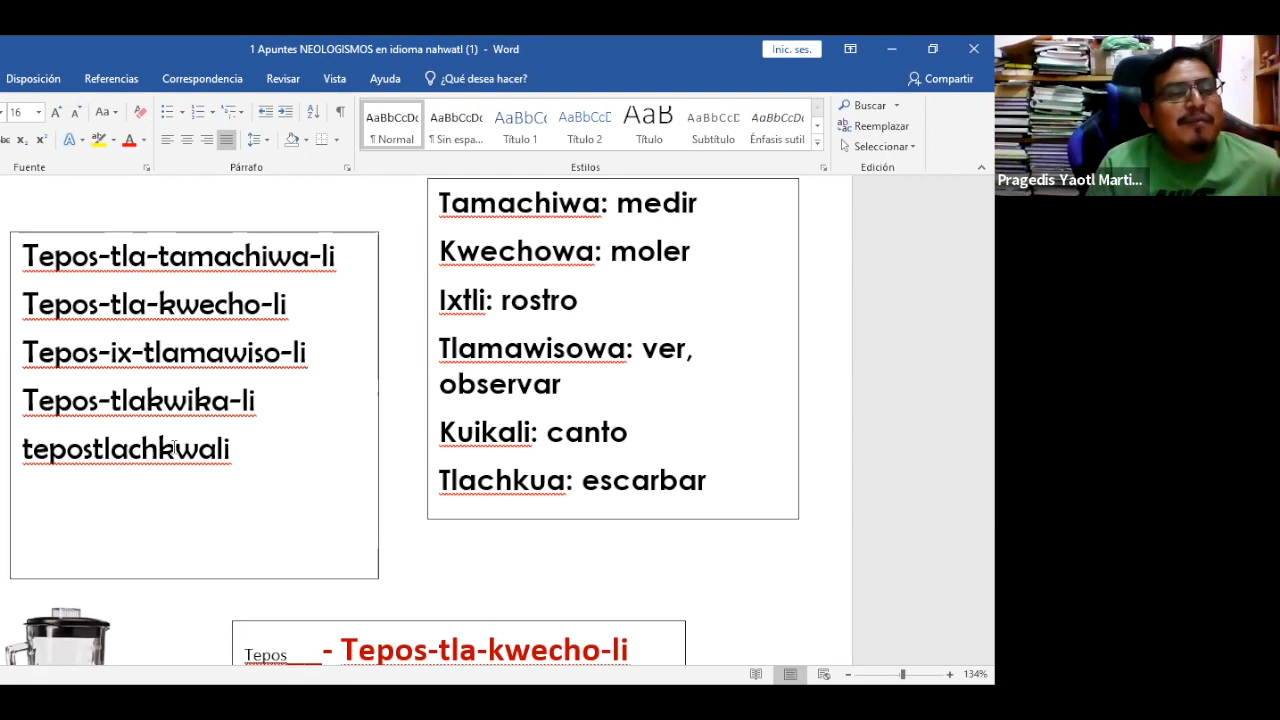 1 Apuntes NEOLOGISMOS en idioma nahwatl (1) - Word
Inic. ses.
Disposición Referencias Correspondencia Revisar Vista Ayuda ¿Qué desea hacer? Compartir
16
Aa
AaBbCcDc AaBbCcDc AaBbCc AaBbCcD AaB AaBbCcD AaBbCcDc
¶ Normal ¶ Sin espa... Título 1 Título 2 Título Subtítulo Énfasis sutil
Buscar
Reemplazar
Seleccionar
Fuente Párrafo Estilos Edición
Pragedis Yaotl Marti...
Tepos-tla-tamachiwa-li
Tepos-tla-kwecho-li
Tepos-ix-tlamawiso-li
Tepos-tlakwika-li
tepostlachkwali
Tamachiwa: medir
Kwechowa: moler
Ixtli: rostro
Tlamawisowa: ver,
observar
Kuikali: canto
Tlachkua: escarbar
Tepos___- Tepos-tla-kwecho-li
134%